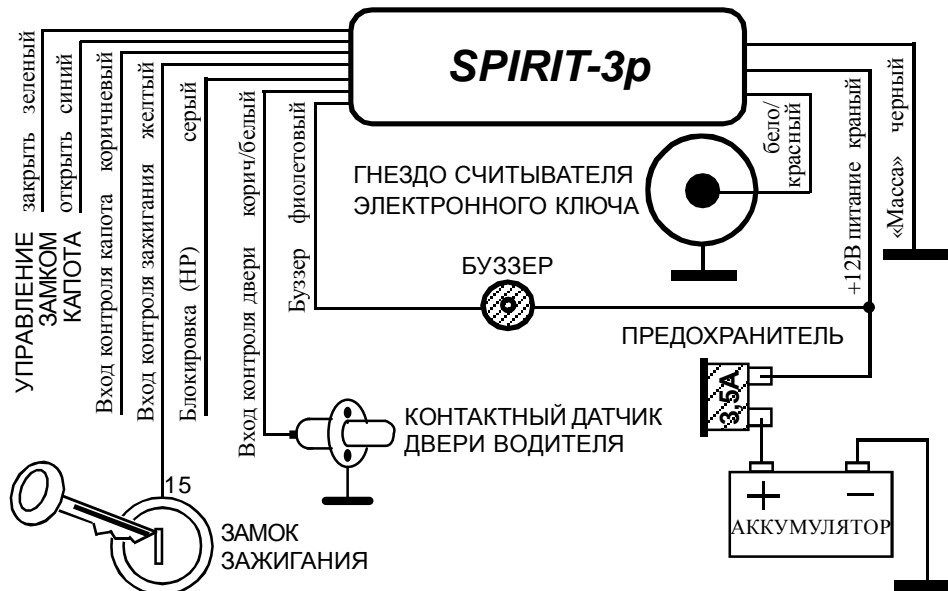 SPIRIT-3р
закрыть зеленый
открыть синий
УПРАВЛЕНИЕ
ЗАМКОМ
КАПОТА
Вход контроля капота коричневый
Вход контроля зажигания желтый
Блокировка (НР) серый
Вход контроля двери корич/белый
Буззер фиолетовый
ГНЕЗДО СЧИТЫВАТЕЛЯ
ЭЛЕКТРОННОГО КЛЮЧА
бело/
красный
+12В питание краный
«Масса» черный
БУЗЗЕР
ПРЕДОХРАНИТЕЛЬ
3,5А
КОНТАКТНЫЙ ДАТЧИК
ДВЕРИ ВОДИТЕЛЯ
15
ЗАМОК
ЗАЖИГАНИЯ
+ –
АККУМУЛЯТОР